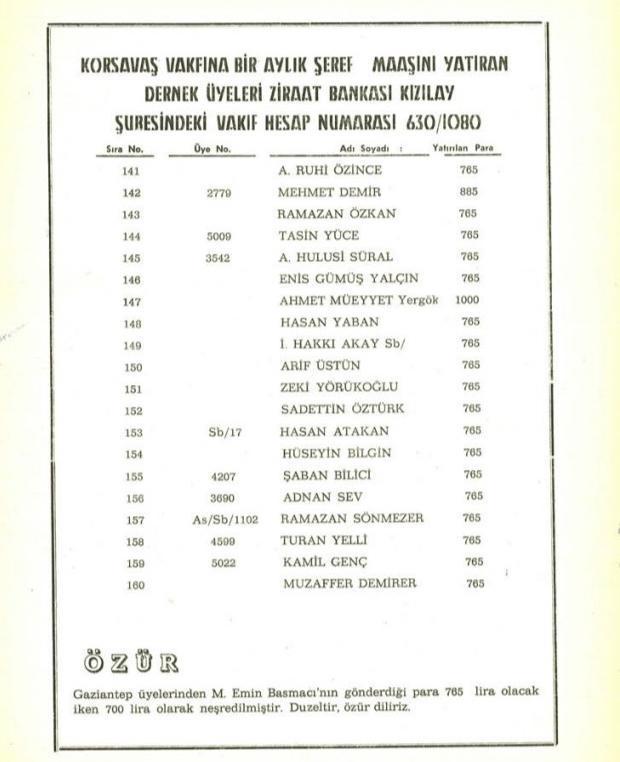 KORSAVAŞ VAKFINA BİR AYLIK ŞEREF MAAŞINI YATIRAN
DERNEK ÜYELERİ ZİRAAT BANKASI KIZILAY
ŞUBESİNDEKİ VAKIF HESAP NUMARASI 630/1080
Sıra No. Üye No. Adı Soyadı : Yatırılan Para
141 A. RUHİ ÖZİNCE 765
142 2779 MEHMET DEMİR 885
143 RAMAZAN ÖZKAN 765
144 5009 TASİN YÜCE 765
145 3542 A. HULUSİ SÜRAL 765
146 ENİS GÜMÜŞ YALÇIN 765
147 AHMET MÜEYYET Yergök 1000
148 HASAN YABAN 765
149 İ. HAKKI AKAY Sb/ 765
150 ARİF ÜSTÜN 765
151 ZEKİ YÖRÜKOĞLU 765
152 SADETTİN ÖZTÜRK 765
153 Sb/17 HASAN ATAKAN 765
154 HÜSEYİN BİLGİN 765
155 4207 ŞABAN BİLİCİ 765
156 3690 ADNAN SEV 765
157 As/Sb/1102 RAMAZAN SÖNMEZER 765
158 4599 TURAN YELLİ 765
159 5022 KAMİL GENÇ 765
160 MUZAFFER DEMİRER 765
ÖZÜR
Gaziantep üyelerinden M. Emin Basmacı'nın gönderdiği para 765 lira olacak
iken 700 lira olarak neşredilmiştir. Duzeltir, özür dileriz.